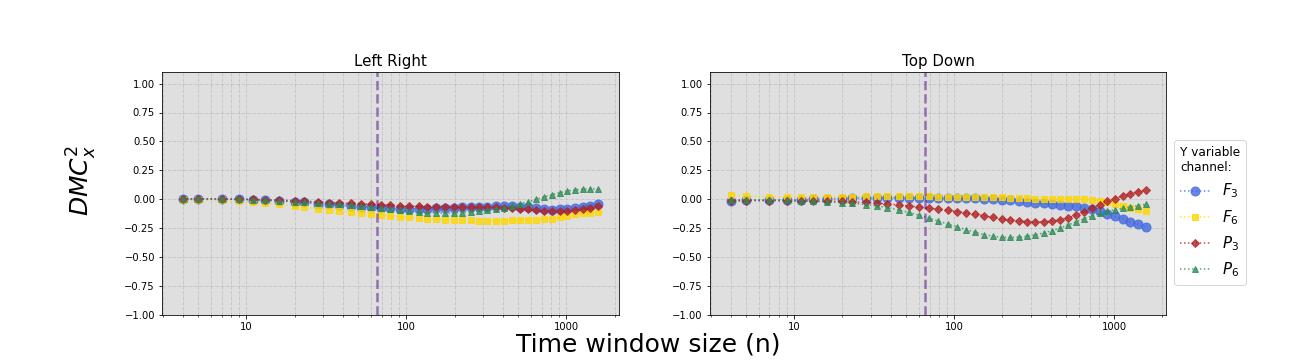 Left Right
Top Down
DMC²ₓ
1.00
0.75
0.50
0.25
0.00
−0.25
−0.50
−0.75
−1.00
10
100
1000
1.00
0.75
0.50
0.25
0.00
−0.25
−0.50
−0.75
−1.00
10
100
1000
Y variable
channel:
F₃
F₆
P₃
P₆
Time window size (n)